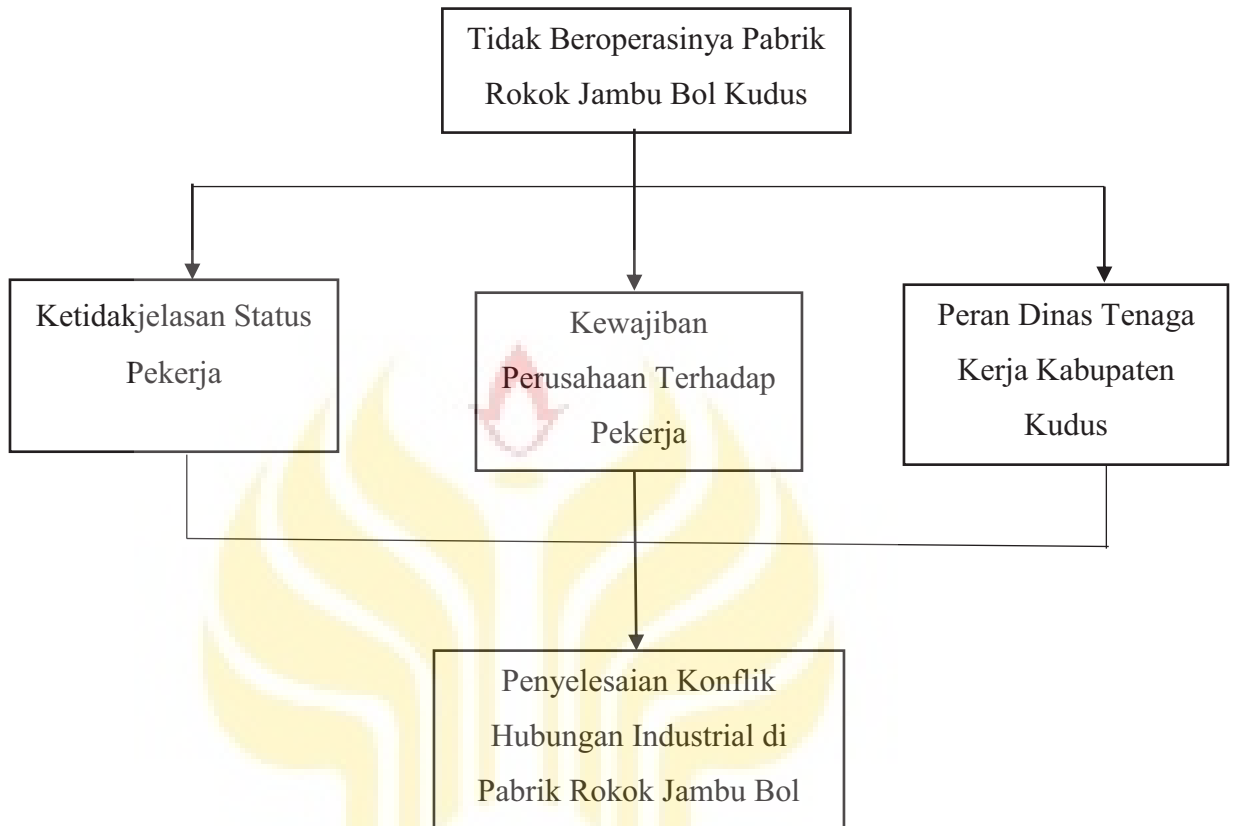 Tidak Beroperasinya Pabrik
Rokok Jambu Bol Kudus
Ketidakjelasan Status
Pekerja
Kewajiban
Perusahaan Terhadap
Pekerja
Peran Dinas Tenaga
Kerja Kabupaten
Kudus
Penyelesaian Konflik
Hubungan Industrial di
Pabrik Rokok Jambu Bol